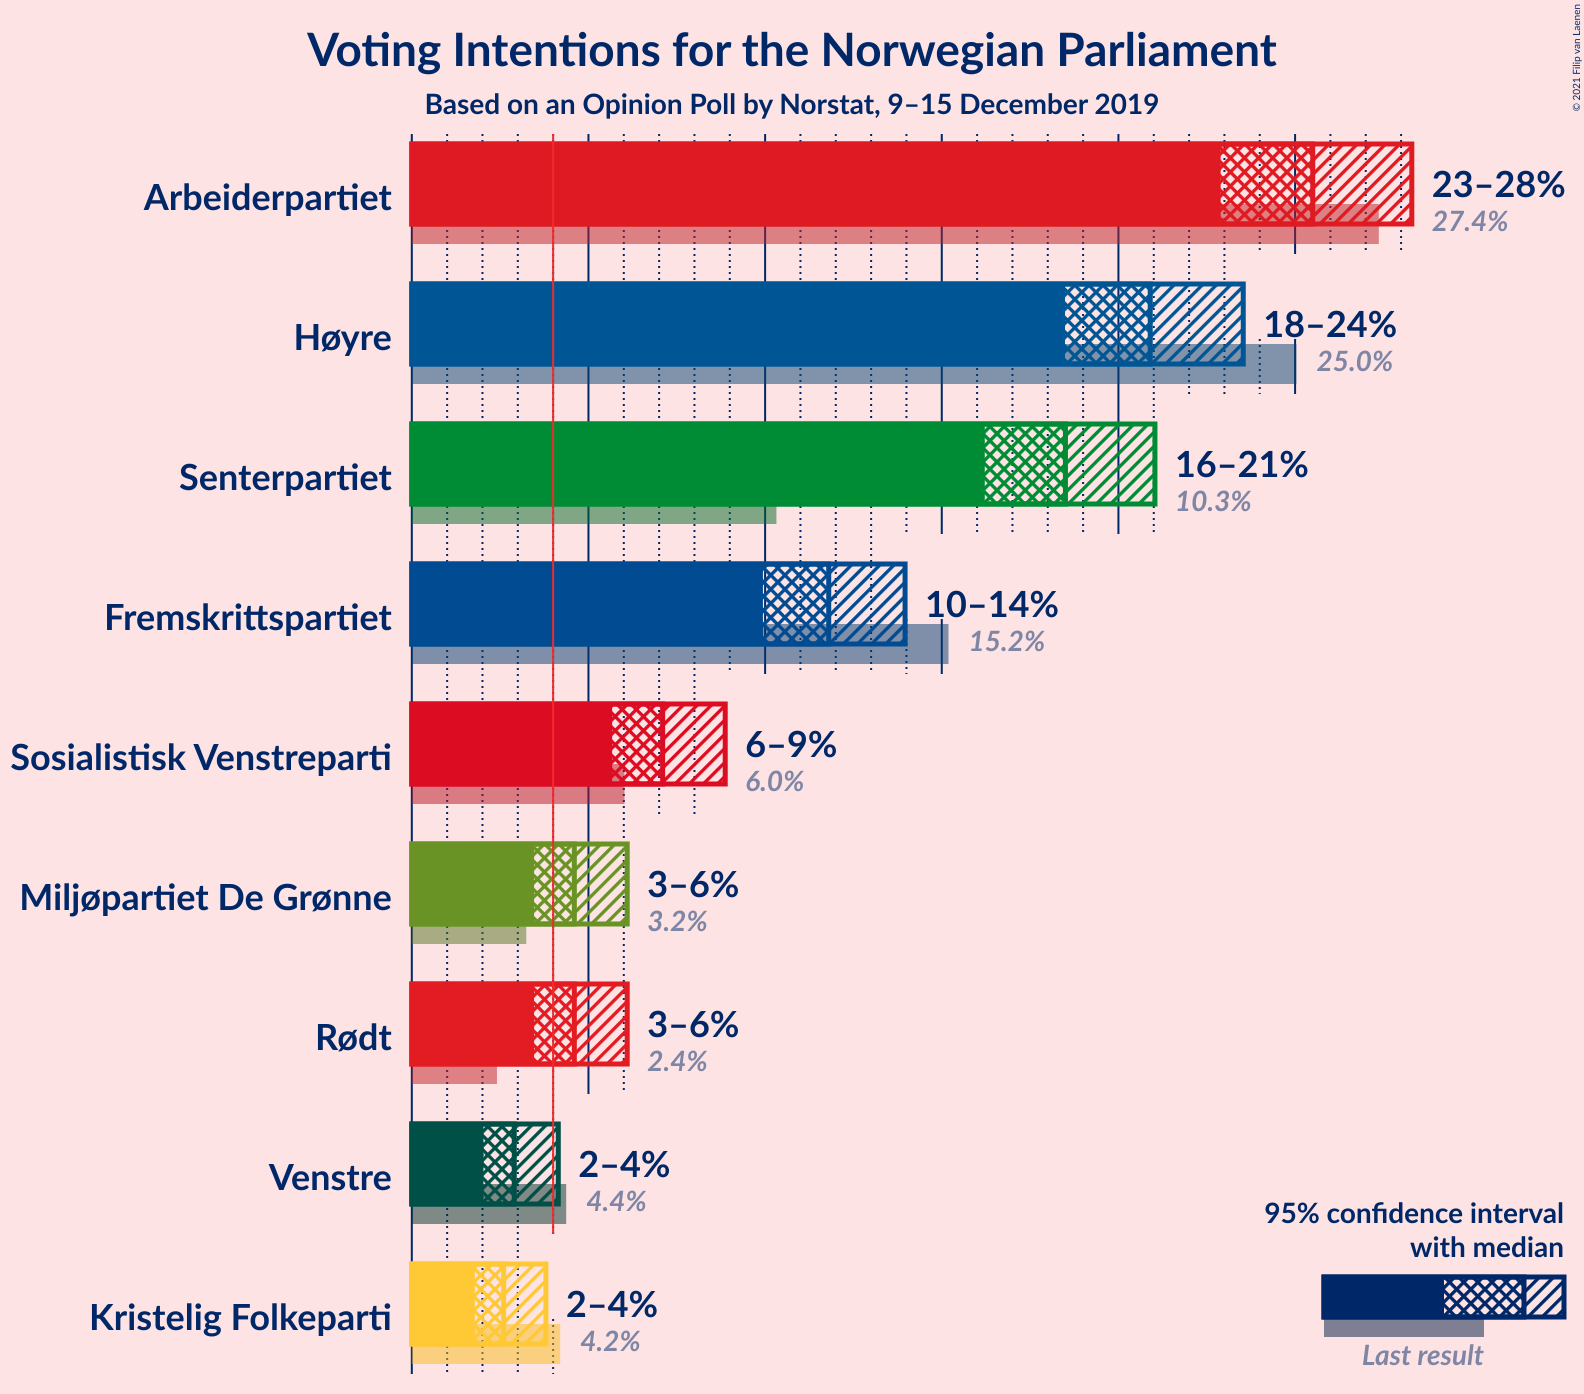 Voting Intentions for the Norwegian Parliament
Based on an Opinion Poll by Norstat, 9–15 December 2019
© 2021 Filip van Laenen
Arbeiderpartiet
23–28%
27.4%
Høyre
18–24%
25.0%
Senterpartiet
16–21%
10.3%
Fremskrittspartiet
10–14%
15.2%
Sosialistisk Venstreparti
6–9%
6.0%
Miljøpartiet De Grønne
3–6%
3.2%
Rødt
3–6%
2.4%
Venstre
2–4%
4.4%
Kristelig Folkeparti
2–4%
4.2%
95% confidence interval
with median
Last result